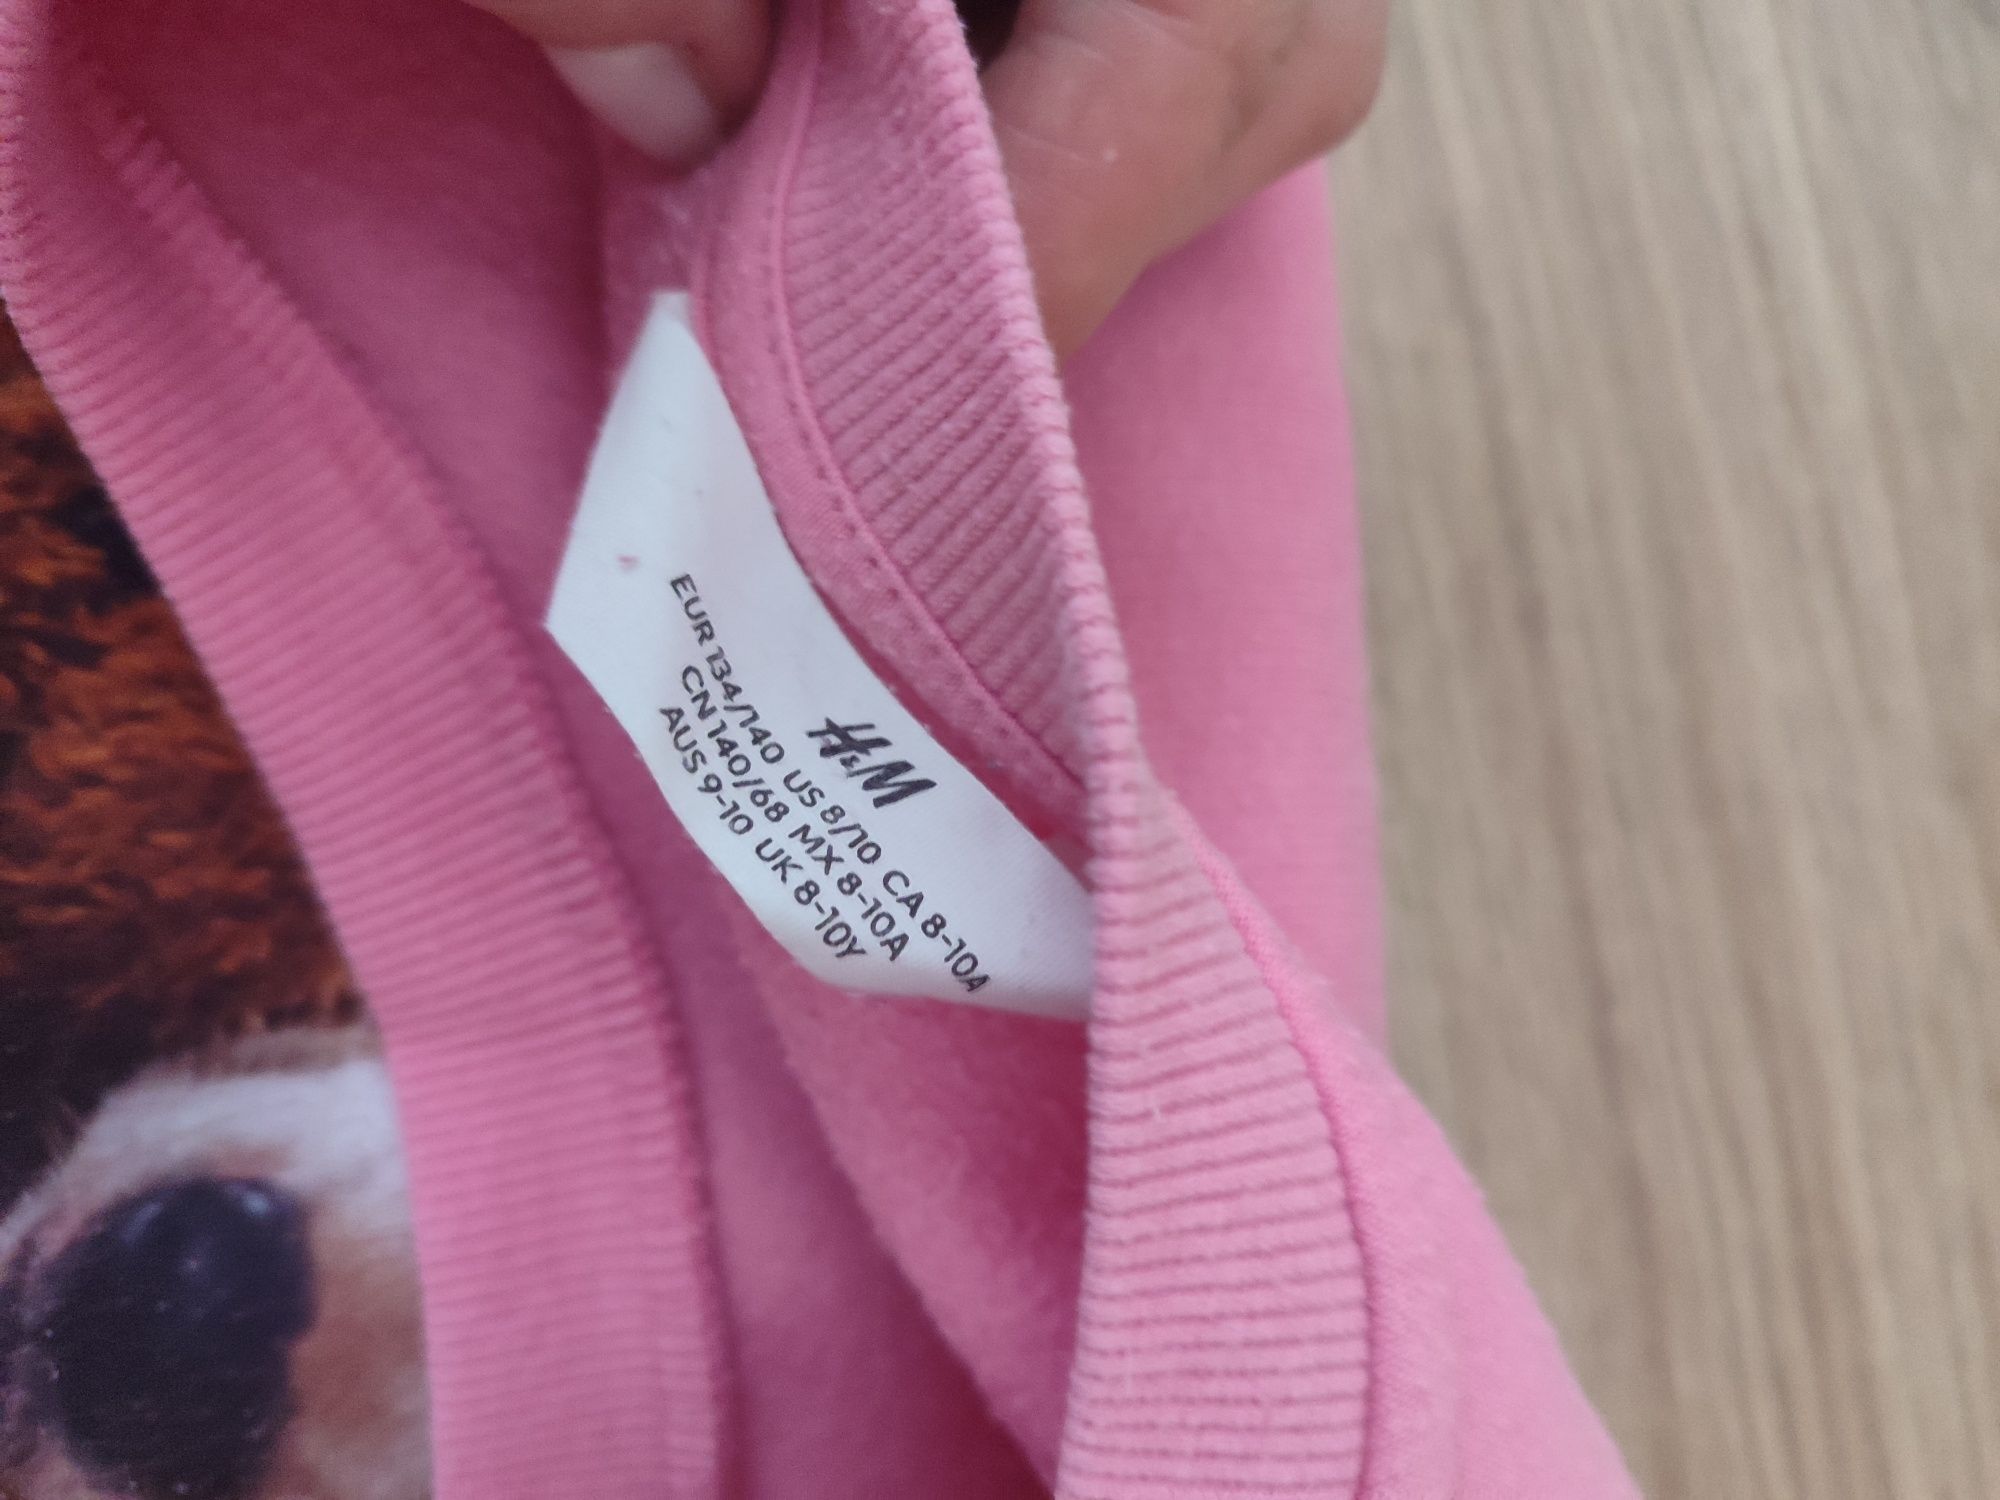 H&M
EUR 134/140 US 8/10 CA 8-10A
CN 140/68 MX 8-10A
AUS 9-10 UK 8-10Y